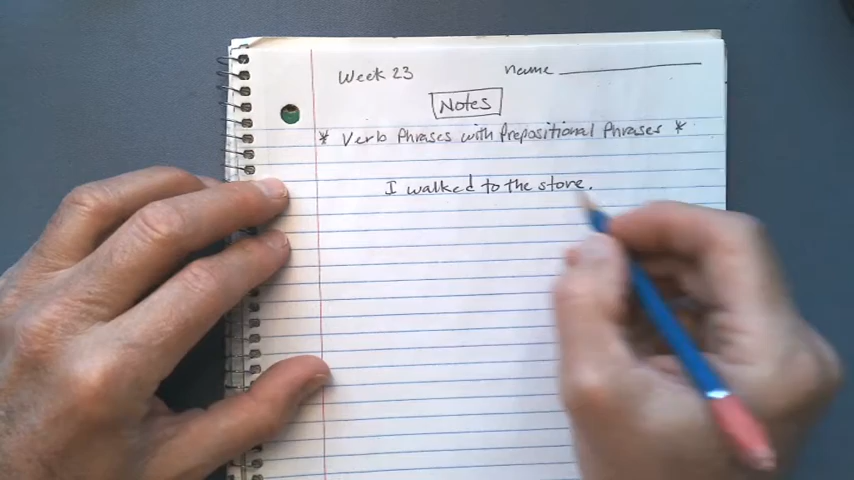 Week 23 name
Notes
* Verb Phrases with Prepositional Phrases *
I walked to the store.